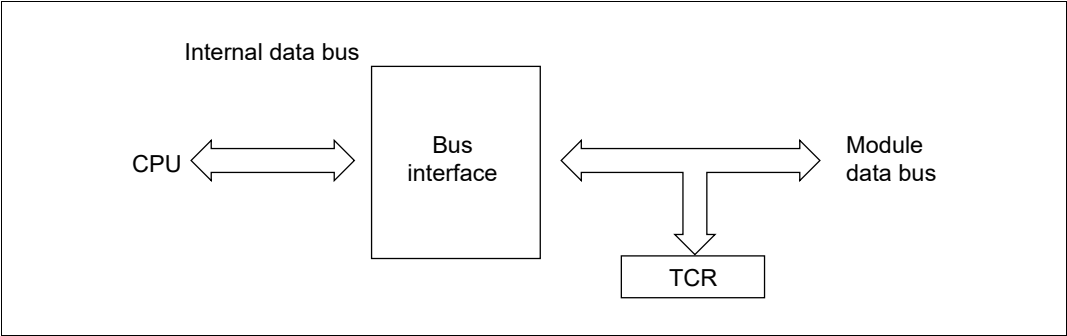 Internal data bus
CPU
Bus
interface
Module
data bus
TCR